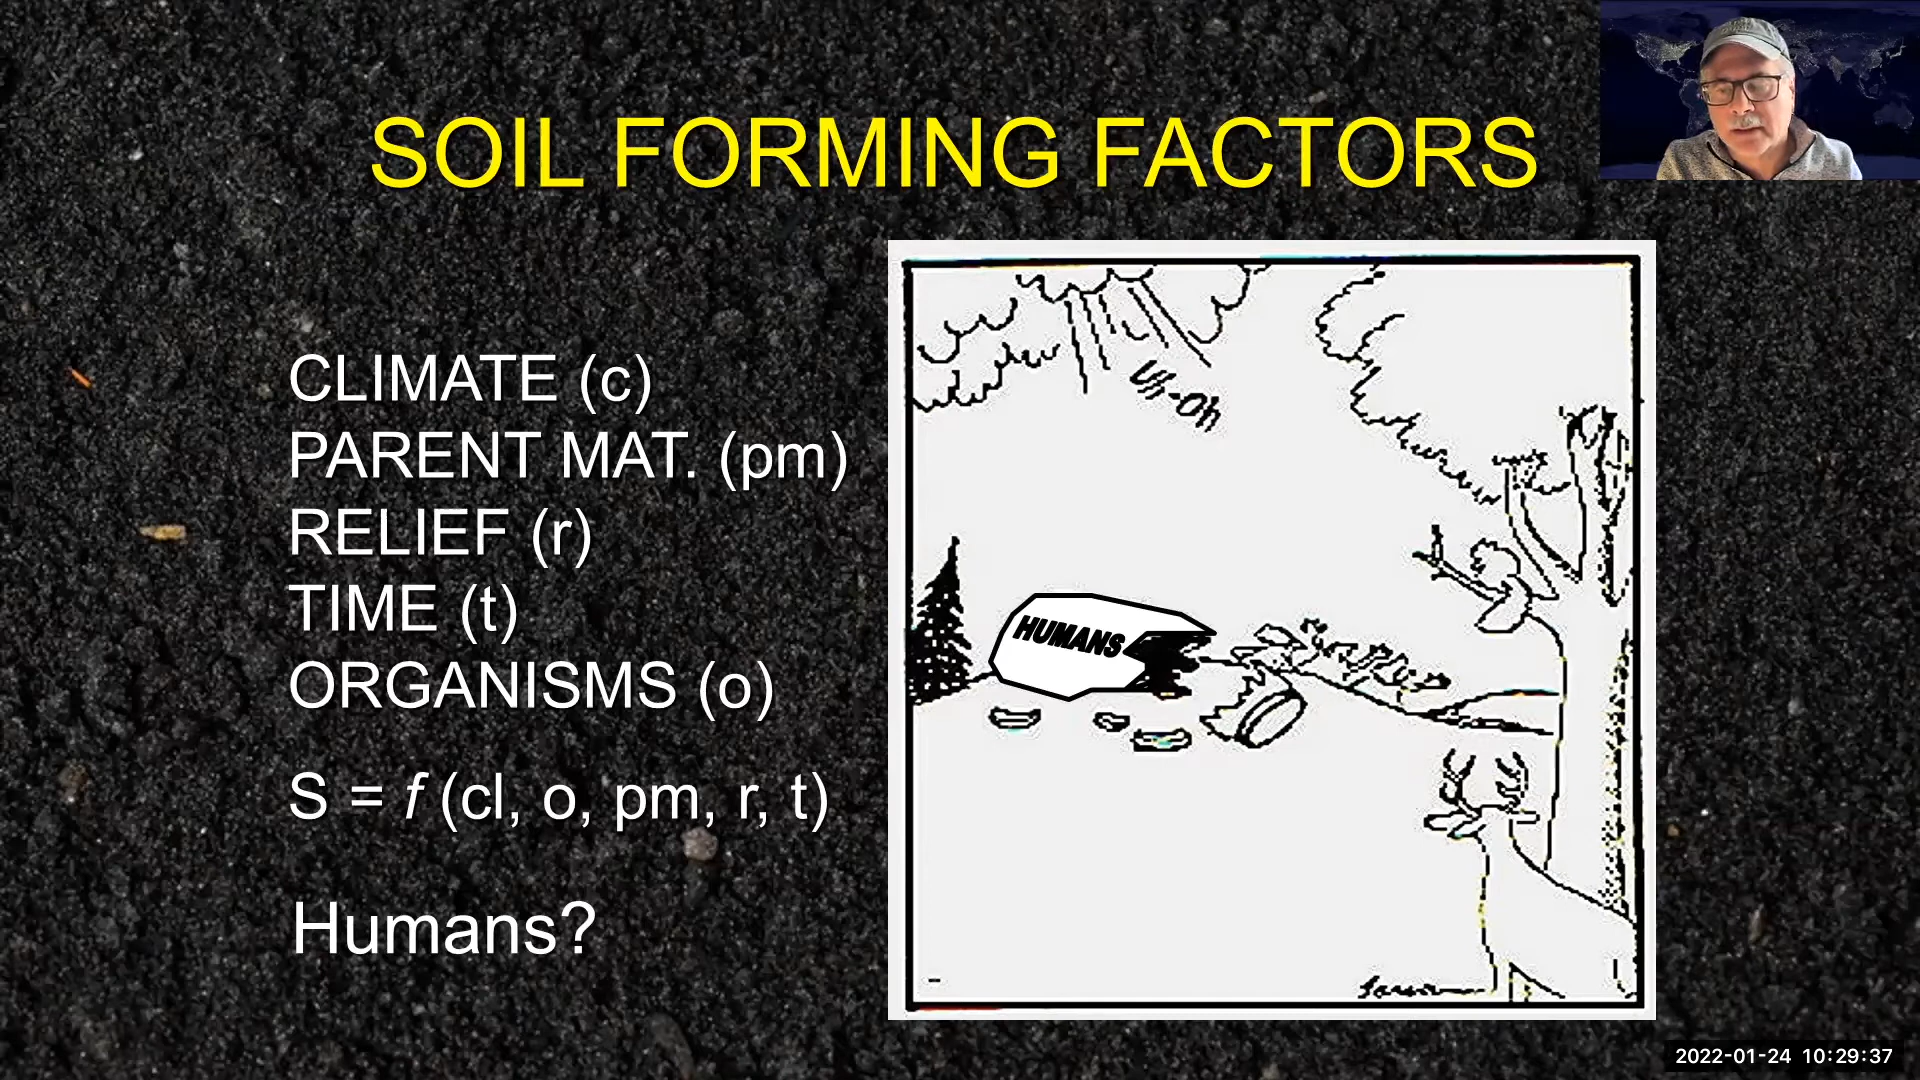 SOIL FORMING FACTORS
CLIMATE (c)
PARENT MAT. (pm)
RELIEF (r)
TIME (t)
ORGANISMS (o)
S = f (cl, o, pm, r, t)
Humans?
Uh-Oh
HUMANS
Larson
2022-01-24 10:29:37